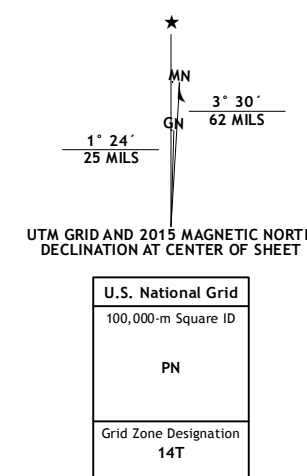 MN
3° 30´
62 MILS
GN
1° 24´
25 MILS
UTM GRID AND 2015 MAGNETIC NORTH
DECLINATION AT CENTER OF SHEET
U.S. National Grid
100,000-m Square ID
PN
Grid Zone Designation
14T